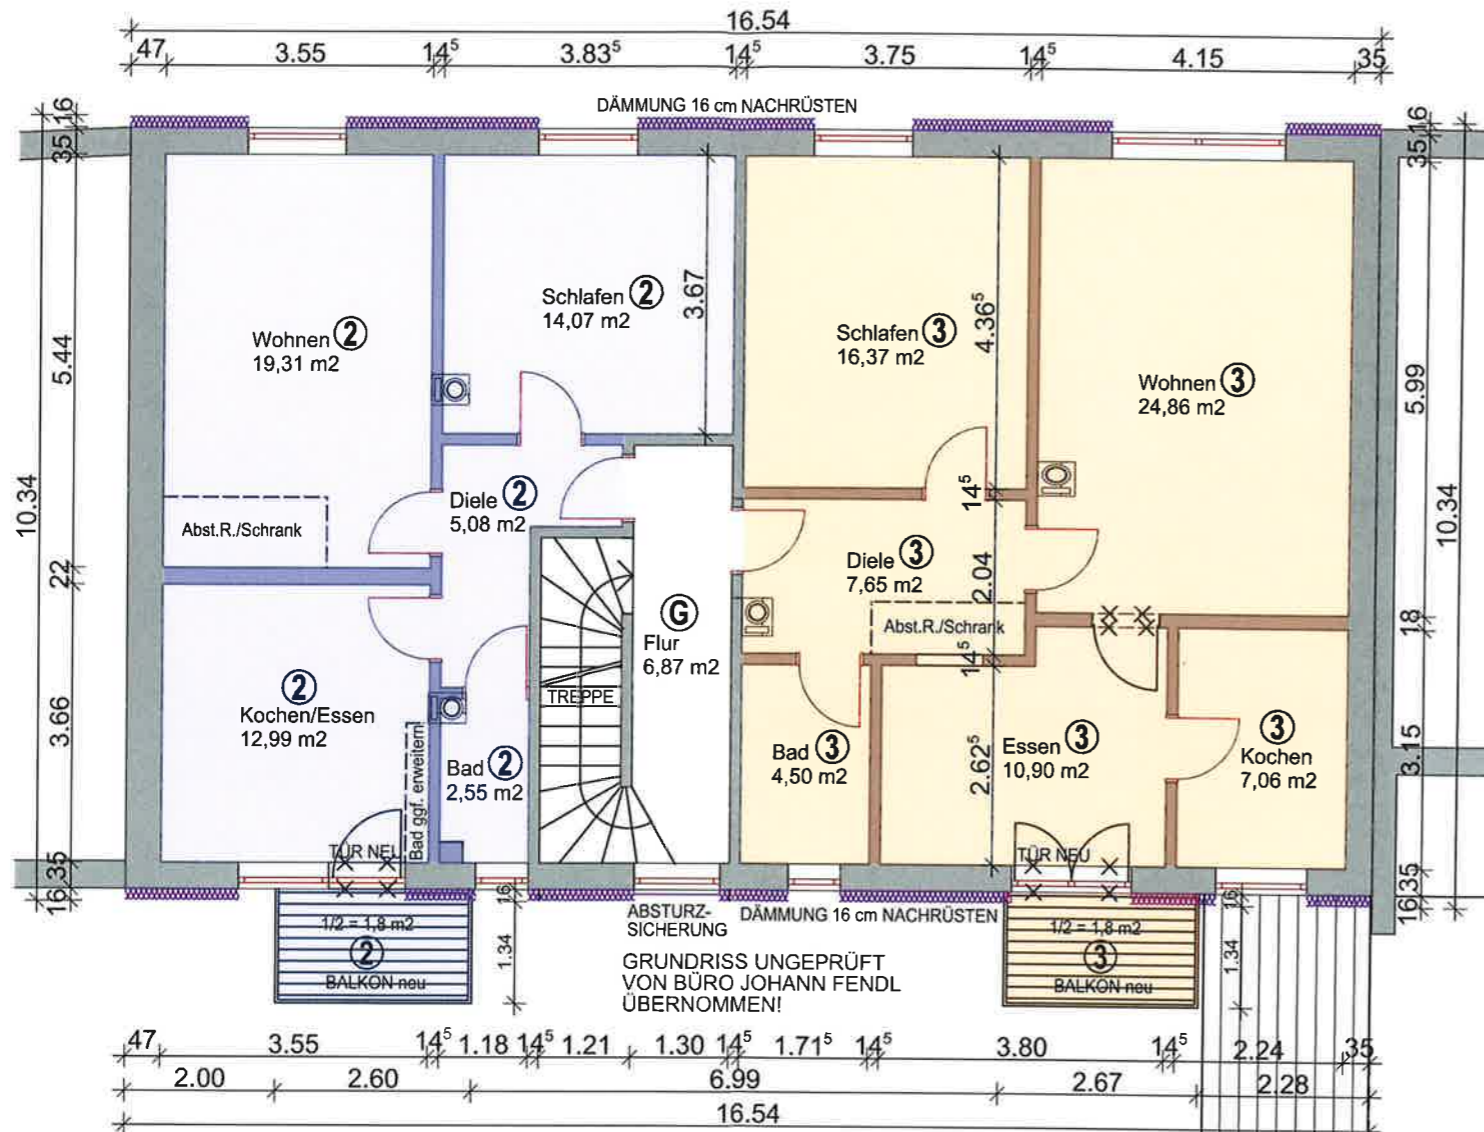 16.54
47 3.55 14⁵ 3.83⁵ 14⁵ 3.75 14⁵ 4.15 35
DÄMMUNG 16 cm NACHRÜSTEN
16
35
5.44
10.34
22
3.66
35
16
16
35
5.99
10.34
18
3.15
35
16
Wohnen 2
19,31 m2
Schlafen 2
14,07 m2
3.67
Schlafen 3
16,37 m2
4.36⁵
Wohnen 3
24,86 m2
Abst.R./Schrank
Diele 2
5,08 m2
14⁵
Diele 3
7,65 m2
2.04
Abst.R./Schrank
14⁵
G
Flur
6,87 m2
TREPPE
2
Kochen/Essen
12,99 m2
Bad ggf. erweitern!
Bad 2
2,55 m2
Bad 3
4,50 m2
2.62⁵
Essen 3
10,90 m2
3
Kochen
7,06 m2
TÜR NEU
TÜR NEU
1/2 = 1,8 m2
2
BALKON neu
16
1.34
ABSTURZ-
SICHERUNG
DÄMMUNG 16 cm NACHRÜSTEN
GRUNDRISS UNGEPRÜFT
VON BÜRO JOHANN FENDL
ÜBERNOMMEN!
1/2 = 1,8 m2
3
BALKON neu
16
1.34
47 3.55 14⁵ 1.18 14⁵ 1.21 1.30 14⁵ 1.71⁵ 14⁵ 3.80 14⁵ 2.24 35
2.00 2.60 6.99 2.67 2.28
16.54